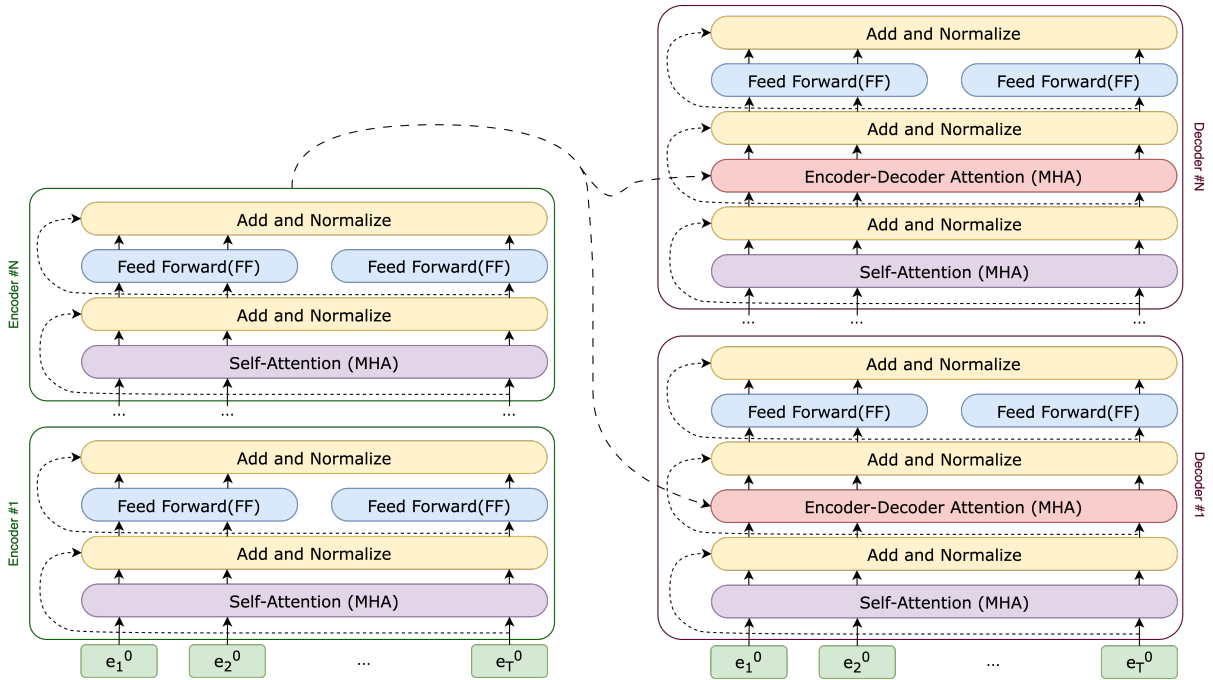 Encoder #N
Add and Normalize
Feed Forward(FF) Feed Forward(FF)
Add and Normalize
Self-Attention (MHA)
... ... ...
Encoder #1
Add and Normalize
Feed Forward(FF) Feed Forward(FF)
Add and Normalize
Self-Attention (MHA)
e₁⁰ e₂⁰ ... e_T⁰
Decoder #N
Add and Normalize
Feed Forward(FF) Feed Forward(FF)
Add and Normalize
Encoder-Decoder Attention (MHA)
Add and Normalize
Self-Attention (MHA)
... ... ...
Decoder #1
Add and Normalize
Feed Forward(FF) Feed Forward(FF)
Add and Normalize
Encoder-Decoder Attention (MHA)
Add and Normalize
Self-Attention (MHA)
e₁⁰ e₂⁰ ... e_T⁰